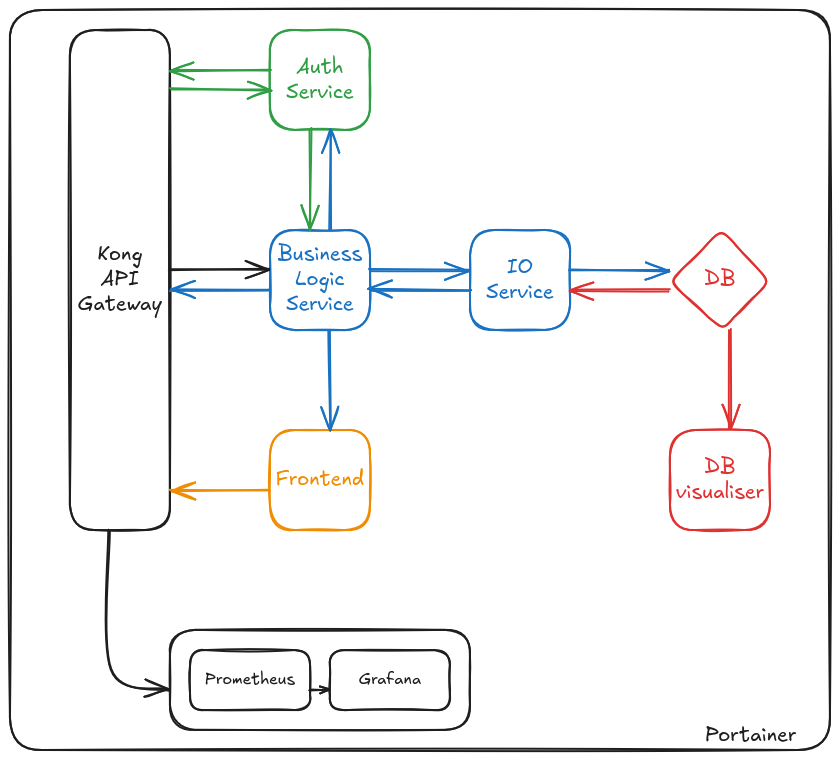 Auth
Service
Kong
API
Gateway
Business
Logic
Service
IO
Service
DB
Frontend
DB
visualiser
Prometheus
Grafana
Portainer